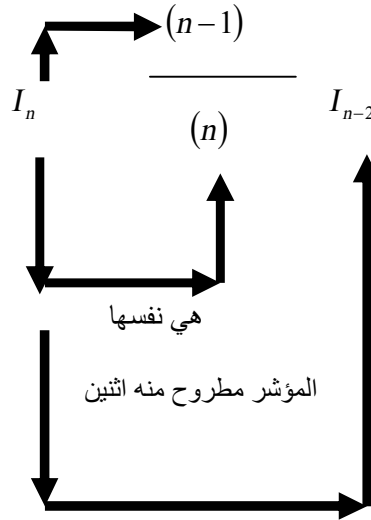 (n−1)
I_n I_{n−2}
(n)
هي نفسها
المؤشر مطروح منه اثنين